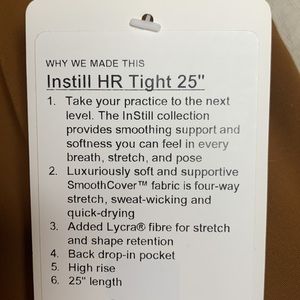 WHY WE MADE THIS
Instill HR Tight 25"
1. Take your practice to the next
level. The InStill collection
provides smoothing support and
softness you can feel in every
breath, stretch, and pose
2. Luxuriously soft and supportive
SmoothCover™ fabric is four-way
stretch, sweat-wicking and
quick-drying
3. Added Lycra® fibre for stretch
and shape retention
4. Back drop-in pocket
5. High rise
6. 25" length